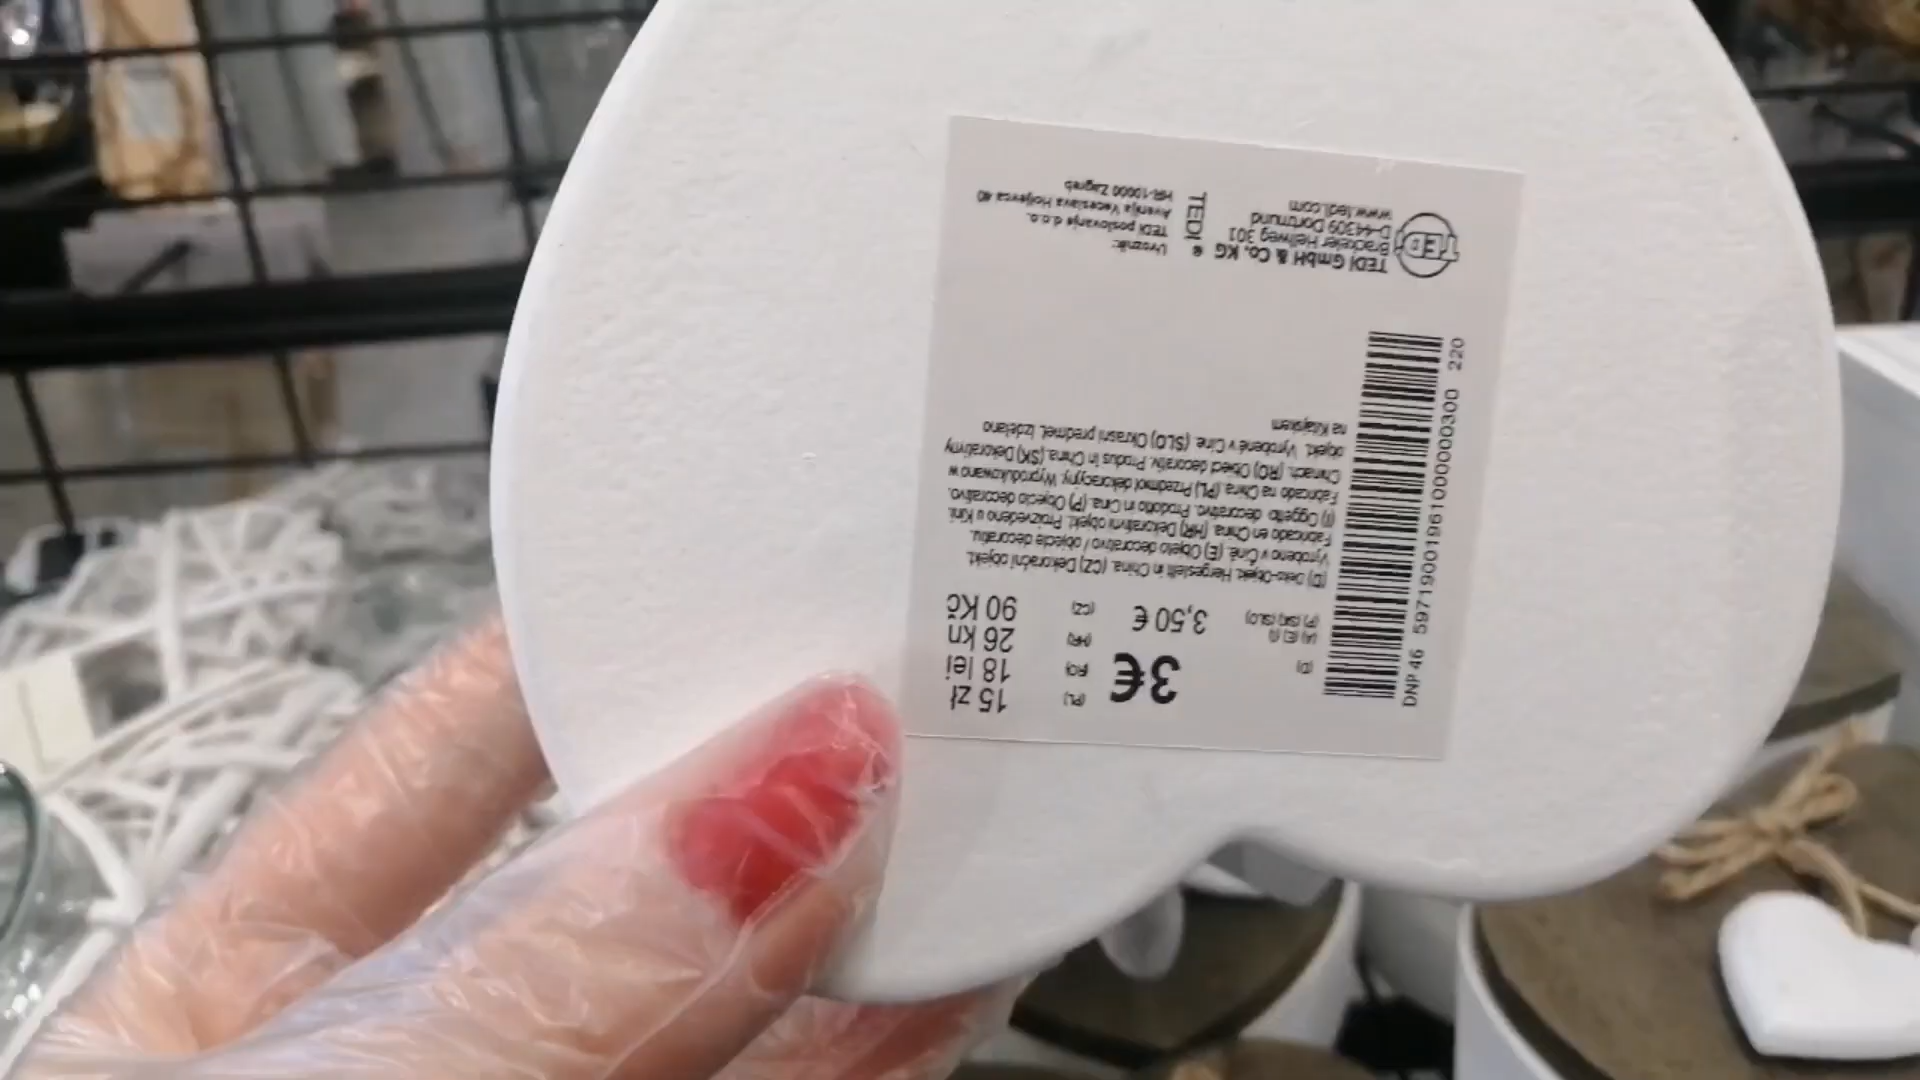 15 zł
18 lei
26 kn
90 Kč
(PL)
(RO)
(HR)
(CZ)
3€
3,50 €
(D)
(A) (E) (I)
(P) (SK) (SLO)
(D) Deko-Objekt. Hergestellt in China. (CZ) Dekorační objekt.
Vyrobeno v Číně. (E) Objeto decorativo / objecte decoratiu.
Fabricado en China. (HR) Dekorativni objekt. Proizvedeno u Kini.
(I) Oggetto decorativo. Prodotto in Cina. (P) Objecto decorativo.
Fabricado na China. (PL) Przedmiot dekoracyjny. Wyprodukowano w
Chinach. (RO) Obiect decorativ. Produs în China. (SK) Dekoratívny
objekt. Vyrobené v Číne. (SLO) Okrasni predmet. Izdelano
na Kitajskem
DNP 46 5971900196100000300 220
TEDI
TEDI GmbH & Co. KG
Brackeler Hellweg 301
D-44309 Dortmund
www.tedi.com
TEDI
Uvoznik:
TEDI poslovanje d.o.o.
Avenija Većeslava Holjevca 40
HR-10000 Zagreb